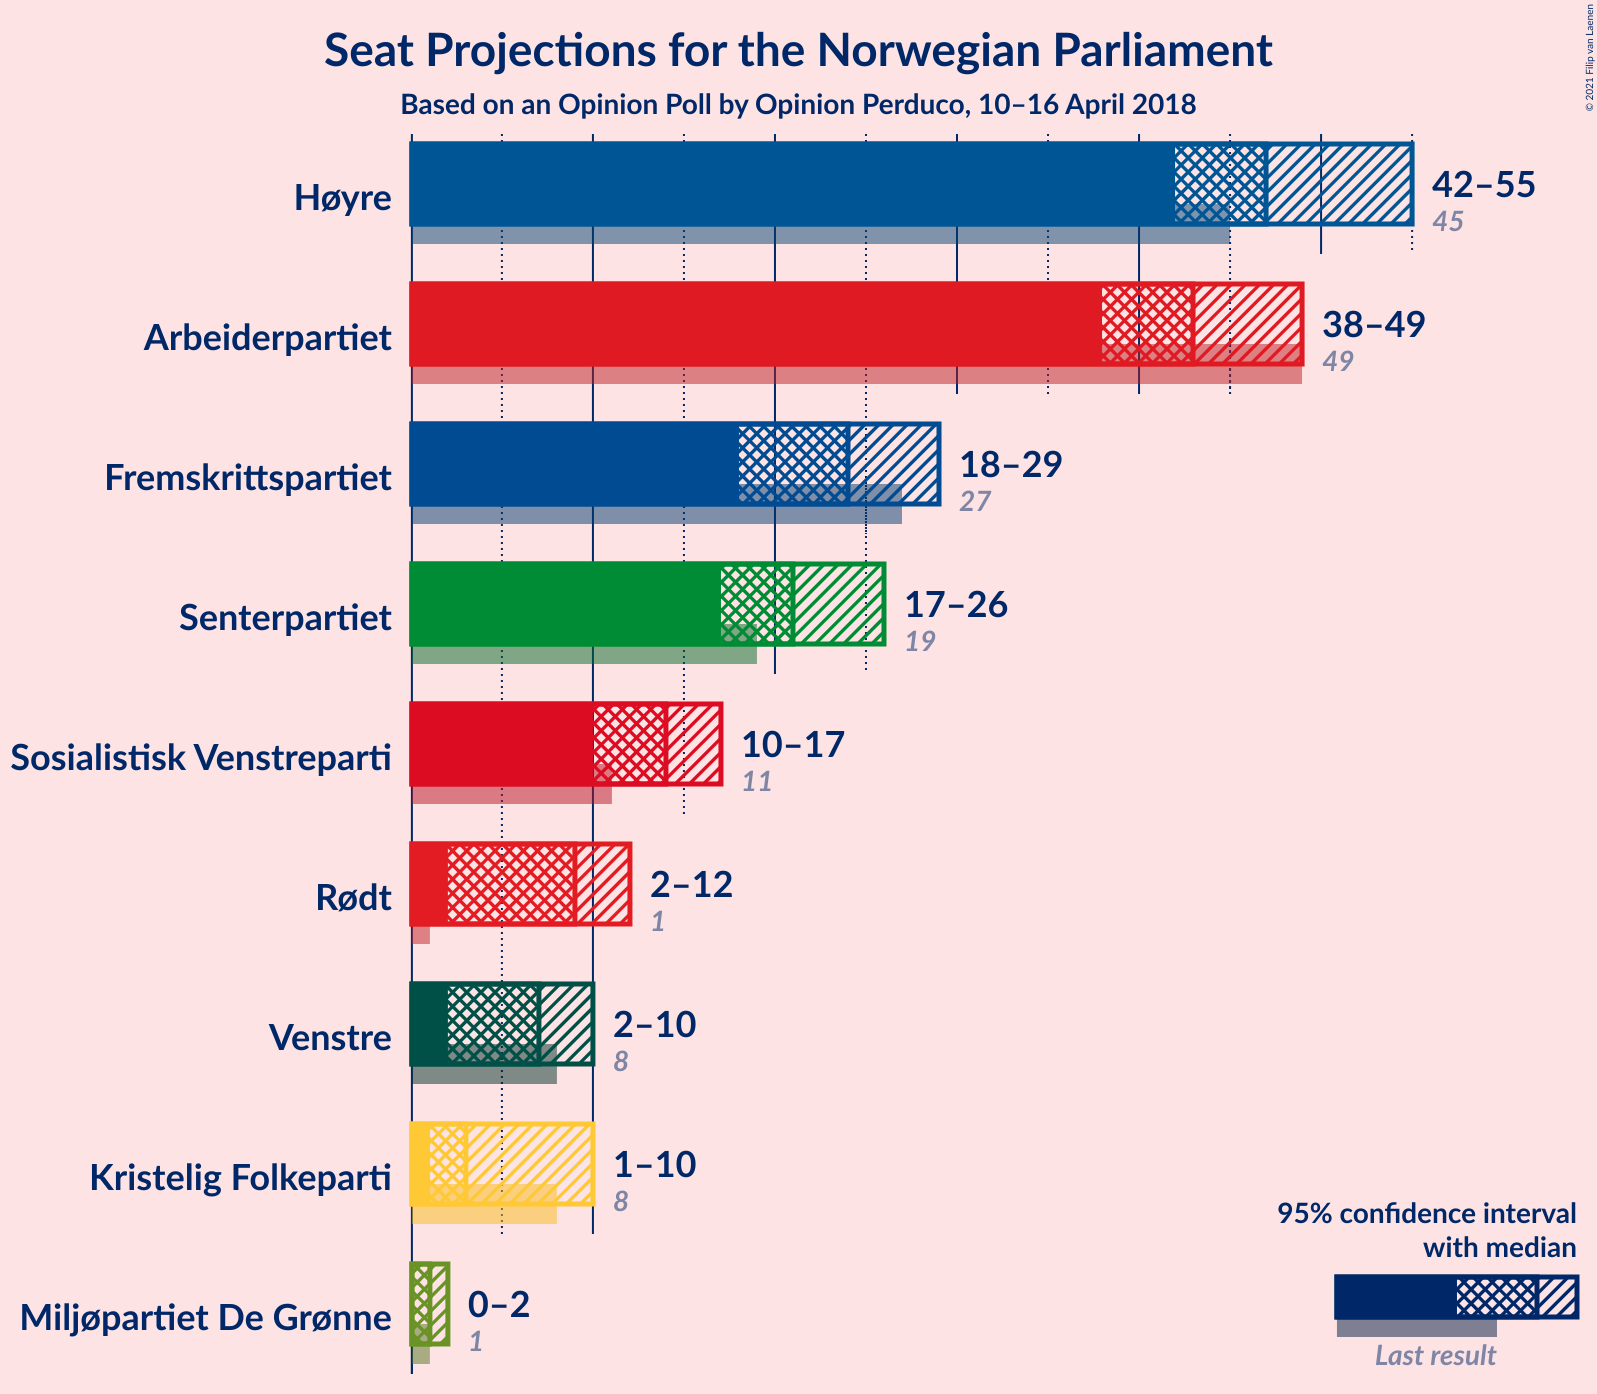 Seat Projections for the Norwegian Parliament
Based on an Opinion Poll by Opinion Perduco, 10–16 April 2018
© 2021 Filip van Laenen
Høyre
42–55
45
Arbeiderpartiet
38–49
49
Fremskrittspartiet
18–29
27
Senterpartiet
17–26
19
Sosialistisk Venstreparti
10–17
11
Rødt
2–12
1
Venstre
2–10
8
Kristelig Folkeparti
1–10
8
Miljøpartiet De Grønne
0–2
1
95% confidence interval
with median
Last result